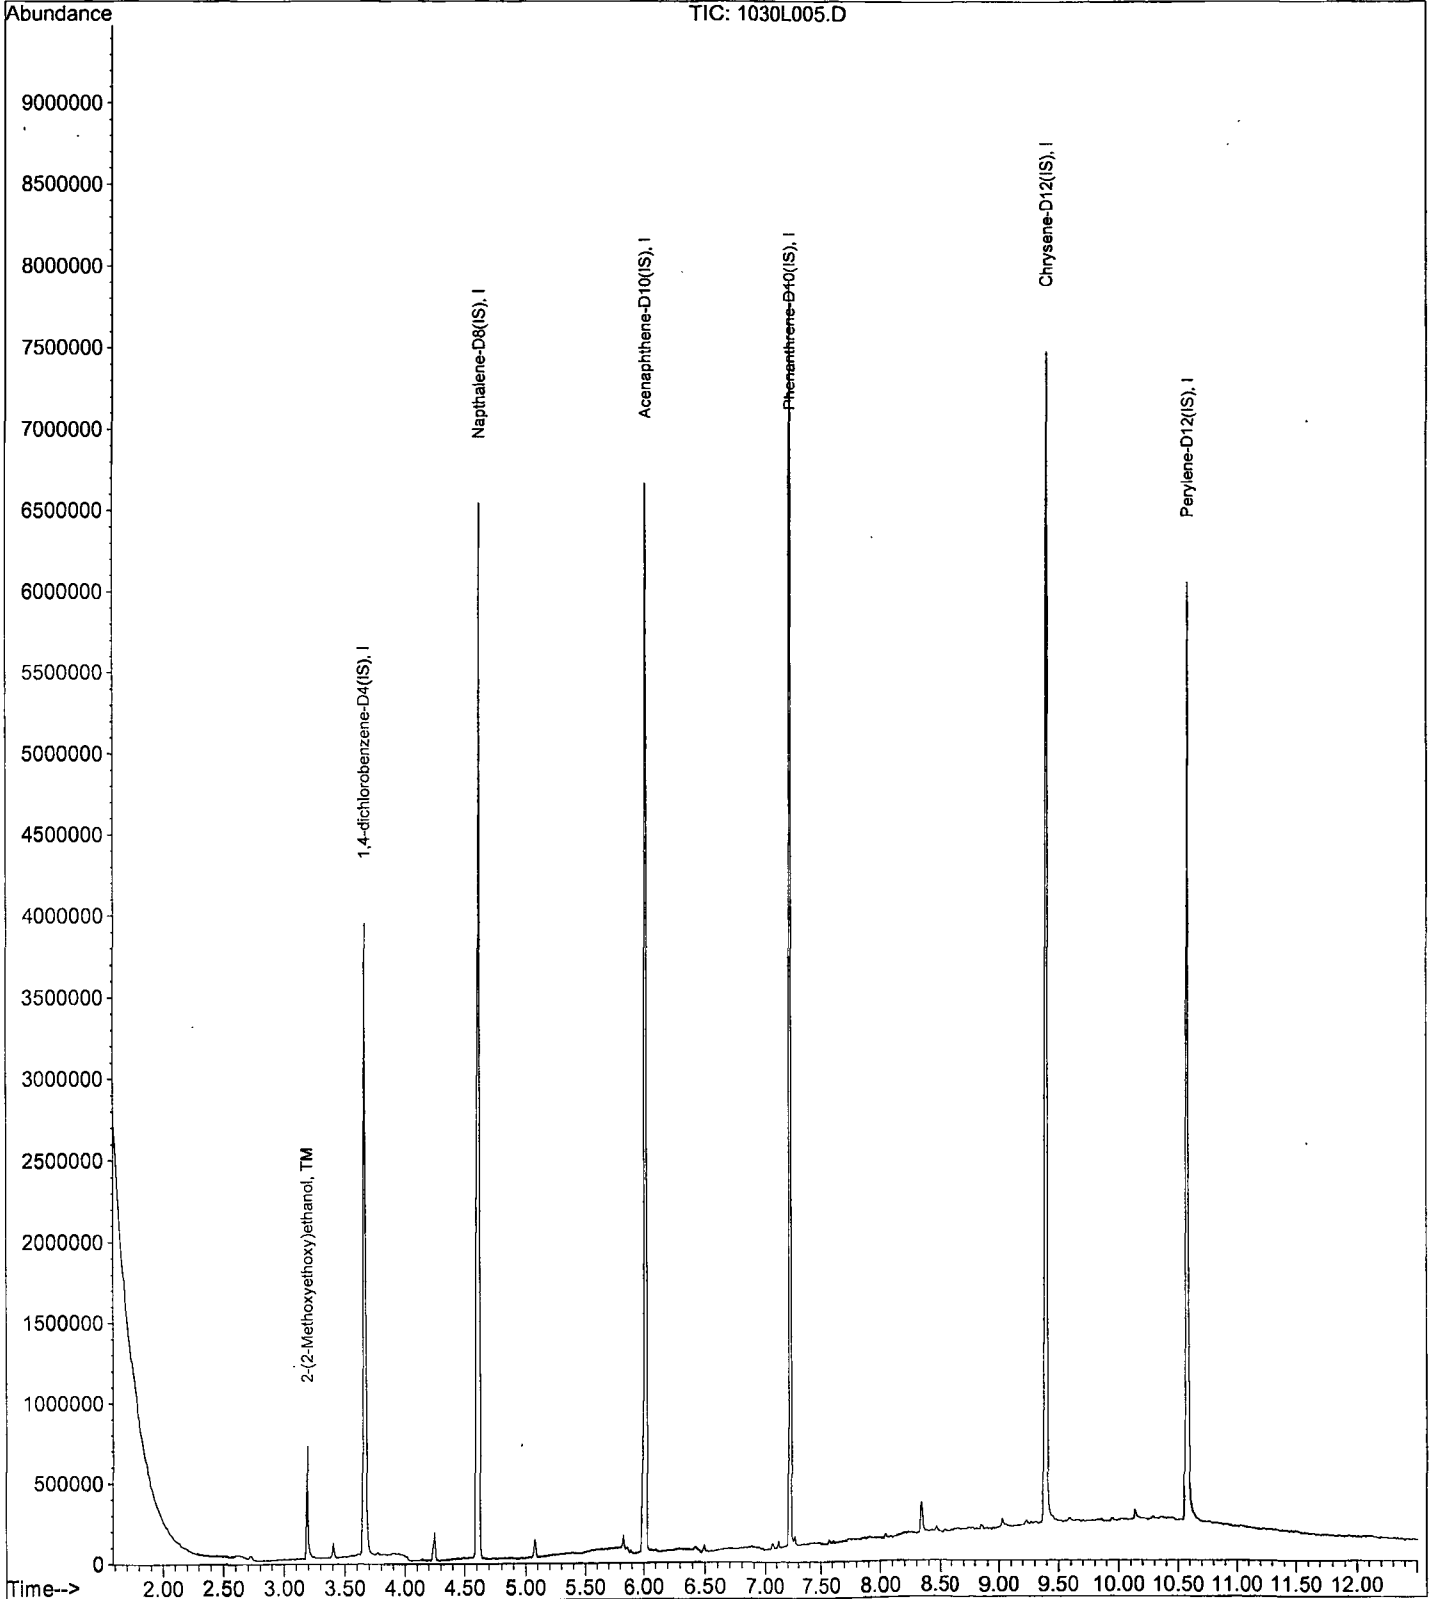 Abundance
TIC: 1030L005.D
9000000
8500000
8000000
7500000
7000000
6500000
6000000
5500000
5000000
4500000
4000000
3500000
3000000
2500000
2000000
1500000
1000000
500000
0
2-(2-Methoxyethoxy)ethanol, TM
1,4-dichlorobenzene-D4(IS), I
Napthalene-D8(IS), I
Acenaphthene-D10(IS), I
Phenanthrene-D10(IS), I
Chrysene-D12(IS), I
Perylene-D12(IS), I
Time--> 2.00 2.50 3.00 3.50 4.00 4.50 5.00 5.50 6.00 6.50 7.00 7.50 8.00 8.50 9.00 9.50 10.00 10.50 11.00 11.50 12.00